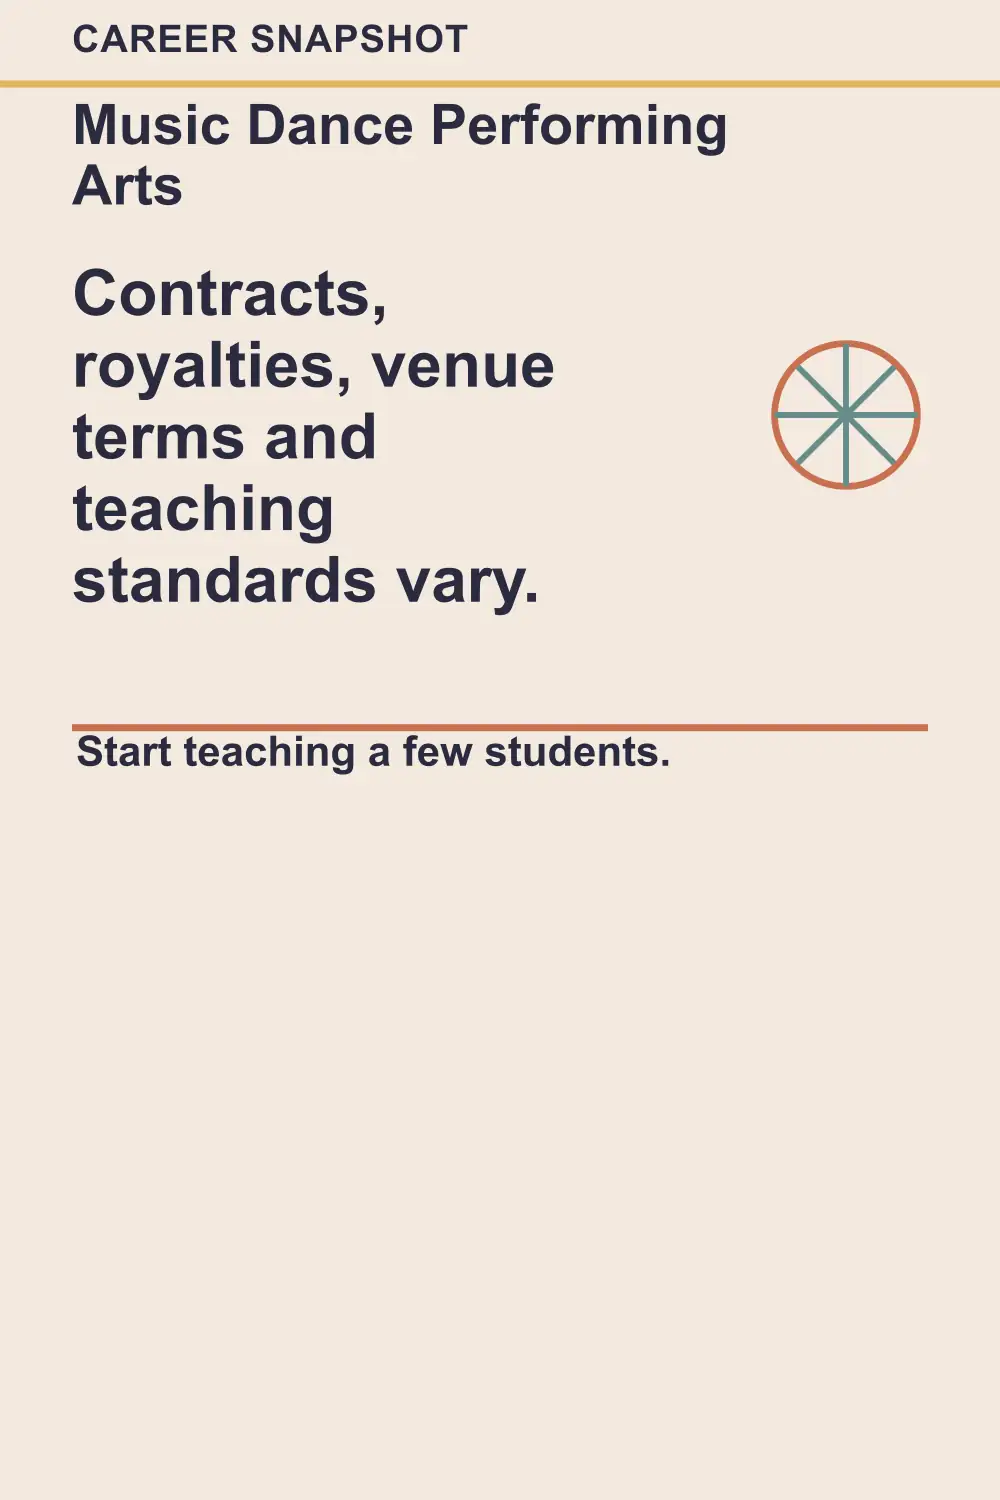 CAREER SNAPSHOT
Music Dance Performing
Arts
Contracts,
royalties, venue
terms and
teaching
standards vary.
Start teaching a few students.